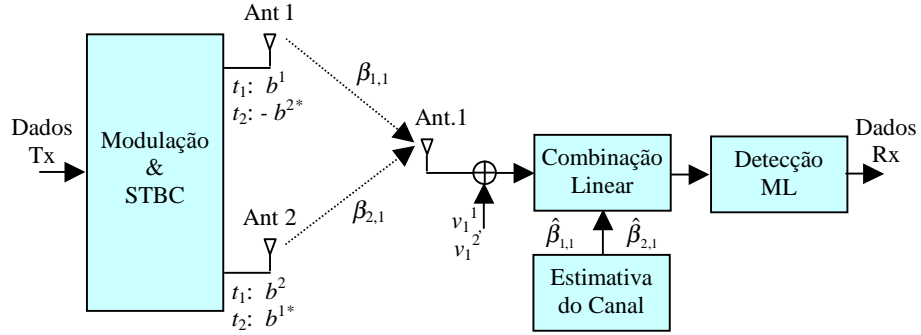 Ant 1
t₁: b¹
t₂: - b²*
β₁,₁
Dados
Tx
Modulação
&
STBC
Ant.1
Ant 2
β₂,₁
t₁: b²
t₂: b¹*
v₁¹,
v₁²
Combinação
Linear
Detecção
ML
Dados
Rx
β̂₁,₁ β̂₂,₁
Estimativa
do Canal